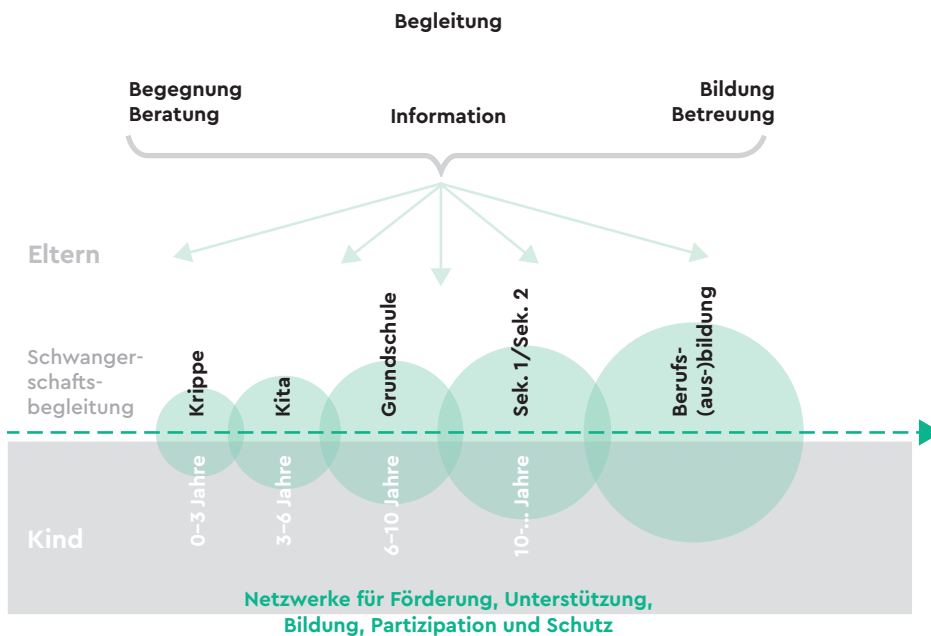 Begleitung
Begegnung
Beratung
Information
Bildung
Betreuung
Eltern
Schwanger-
schafts-
begleitung
Krippe
Kita
Grundschule
Sek. 1/Sek. 2
Berufs-
(aus-)bildung
Kind
0–3 Jahre
3–6 Jahre
6–10 Jahre
10-... Jahre
Netzwerke für Förderung, Unterstützung,
Bildung, Partizipation und Schutz